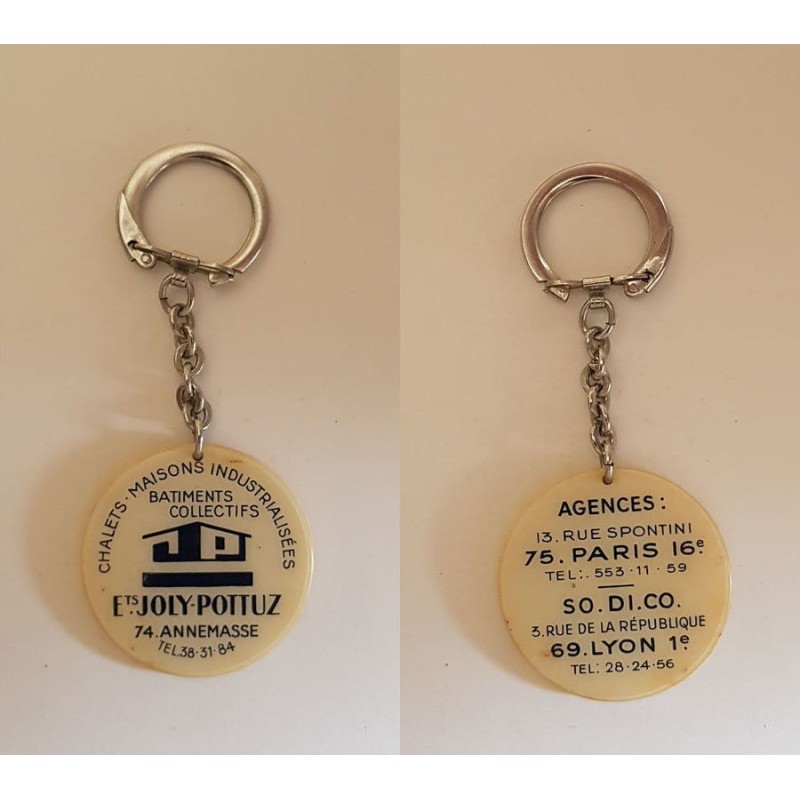 CHALETS · MAISONS INDUSTRIALISÉES
BATIMENTS
COLLECTIFS
JP
ETS. JOLY-POTTUZ
74. ANNEMASSE
TEL. 38·31·84
AGENCES :
13. RUE SPONTINI
75. PARIS 16e.
TEL:. 553·11·59
SO. DI. CO.
3. RUE DE LA RÉPUBLIQUE
69. LYON 1e
TEL: 28-24-56